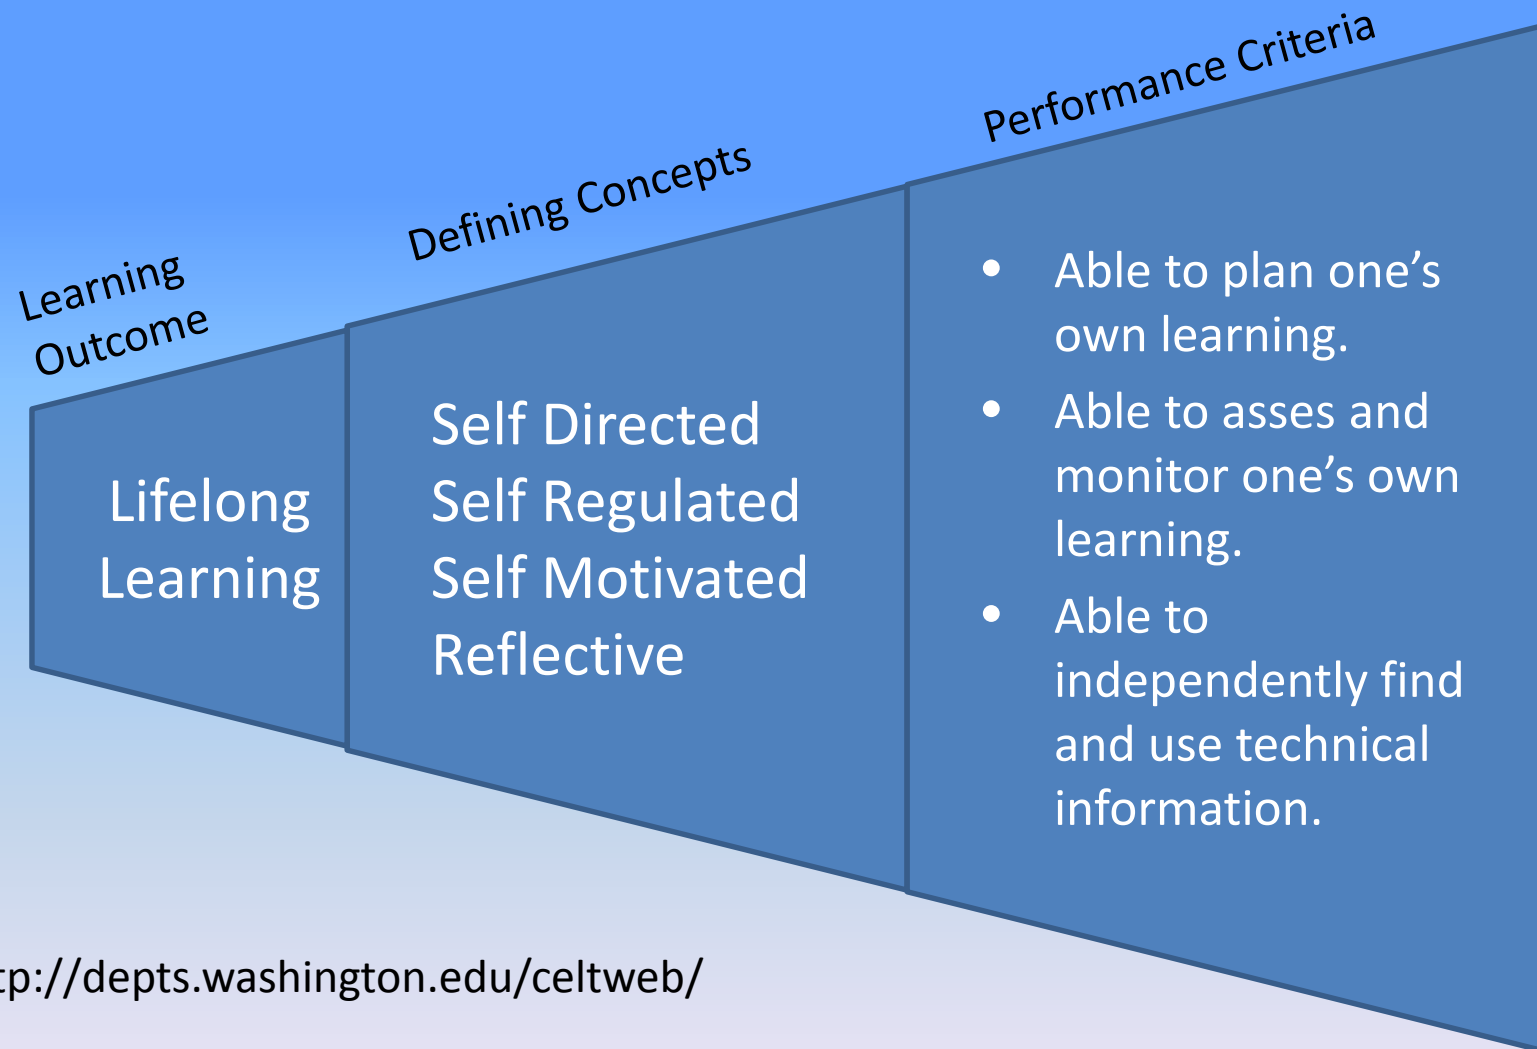 Learning
Outcome
Defining Concepts
Performance Criteria
Lifelong
Learning
Self Directed
Self Regulated
Self Motivated
Reflective
• Able to plan one’s
own learning.
• Able to asses and
monitor one’s own
learning.
• Able to
independently find
and use technical
information.
tp://depts.washington.edu/celtweb/